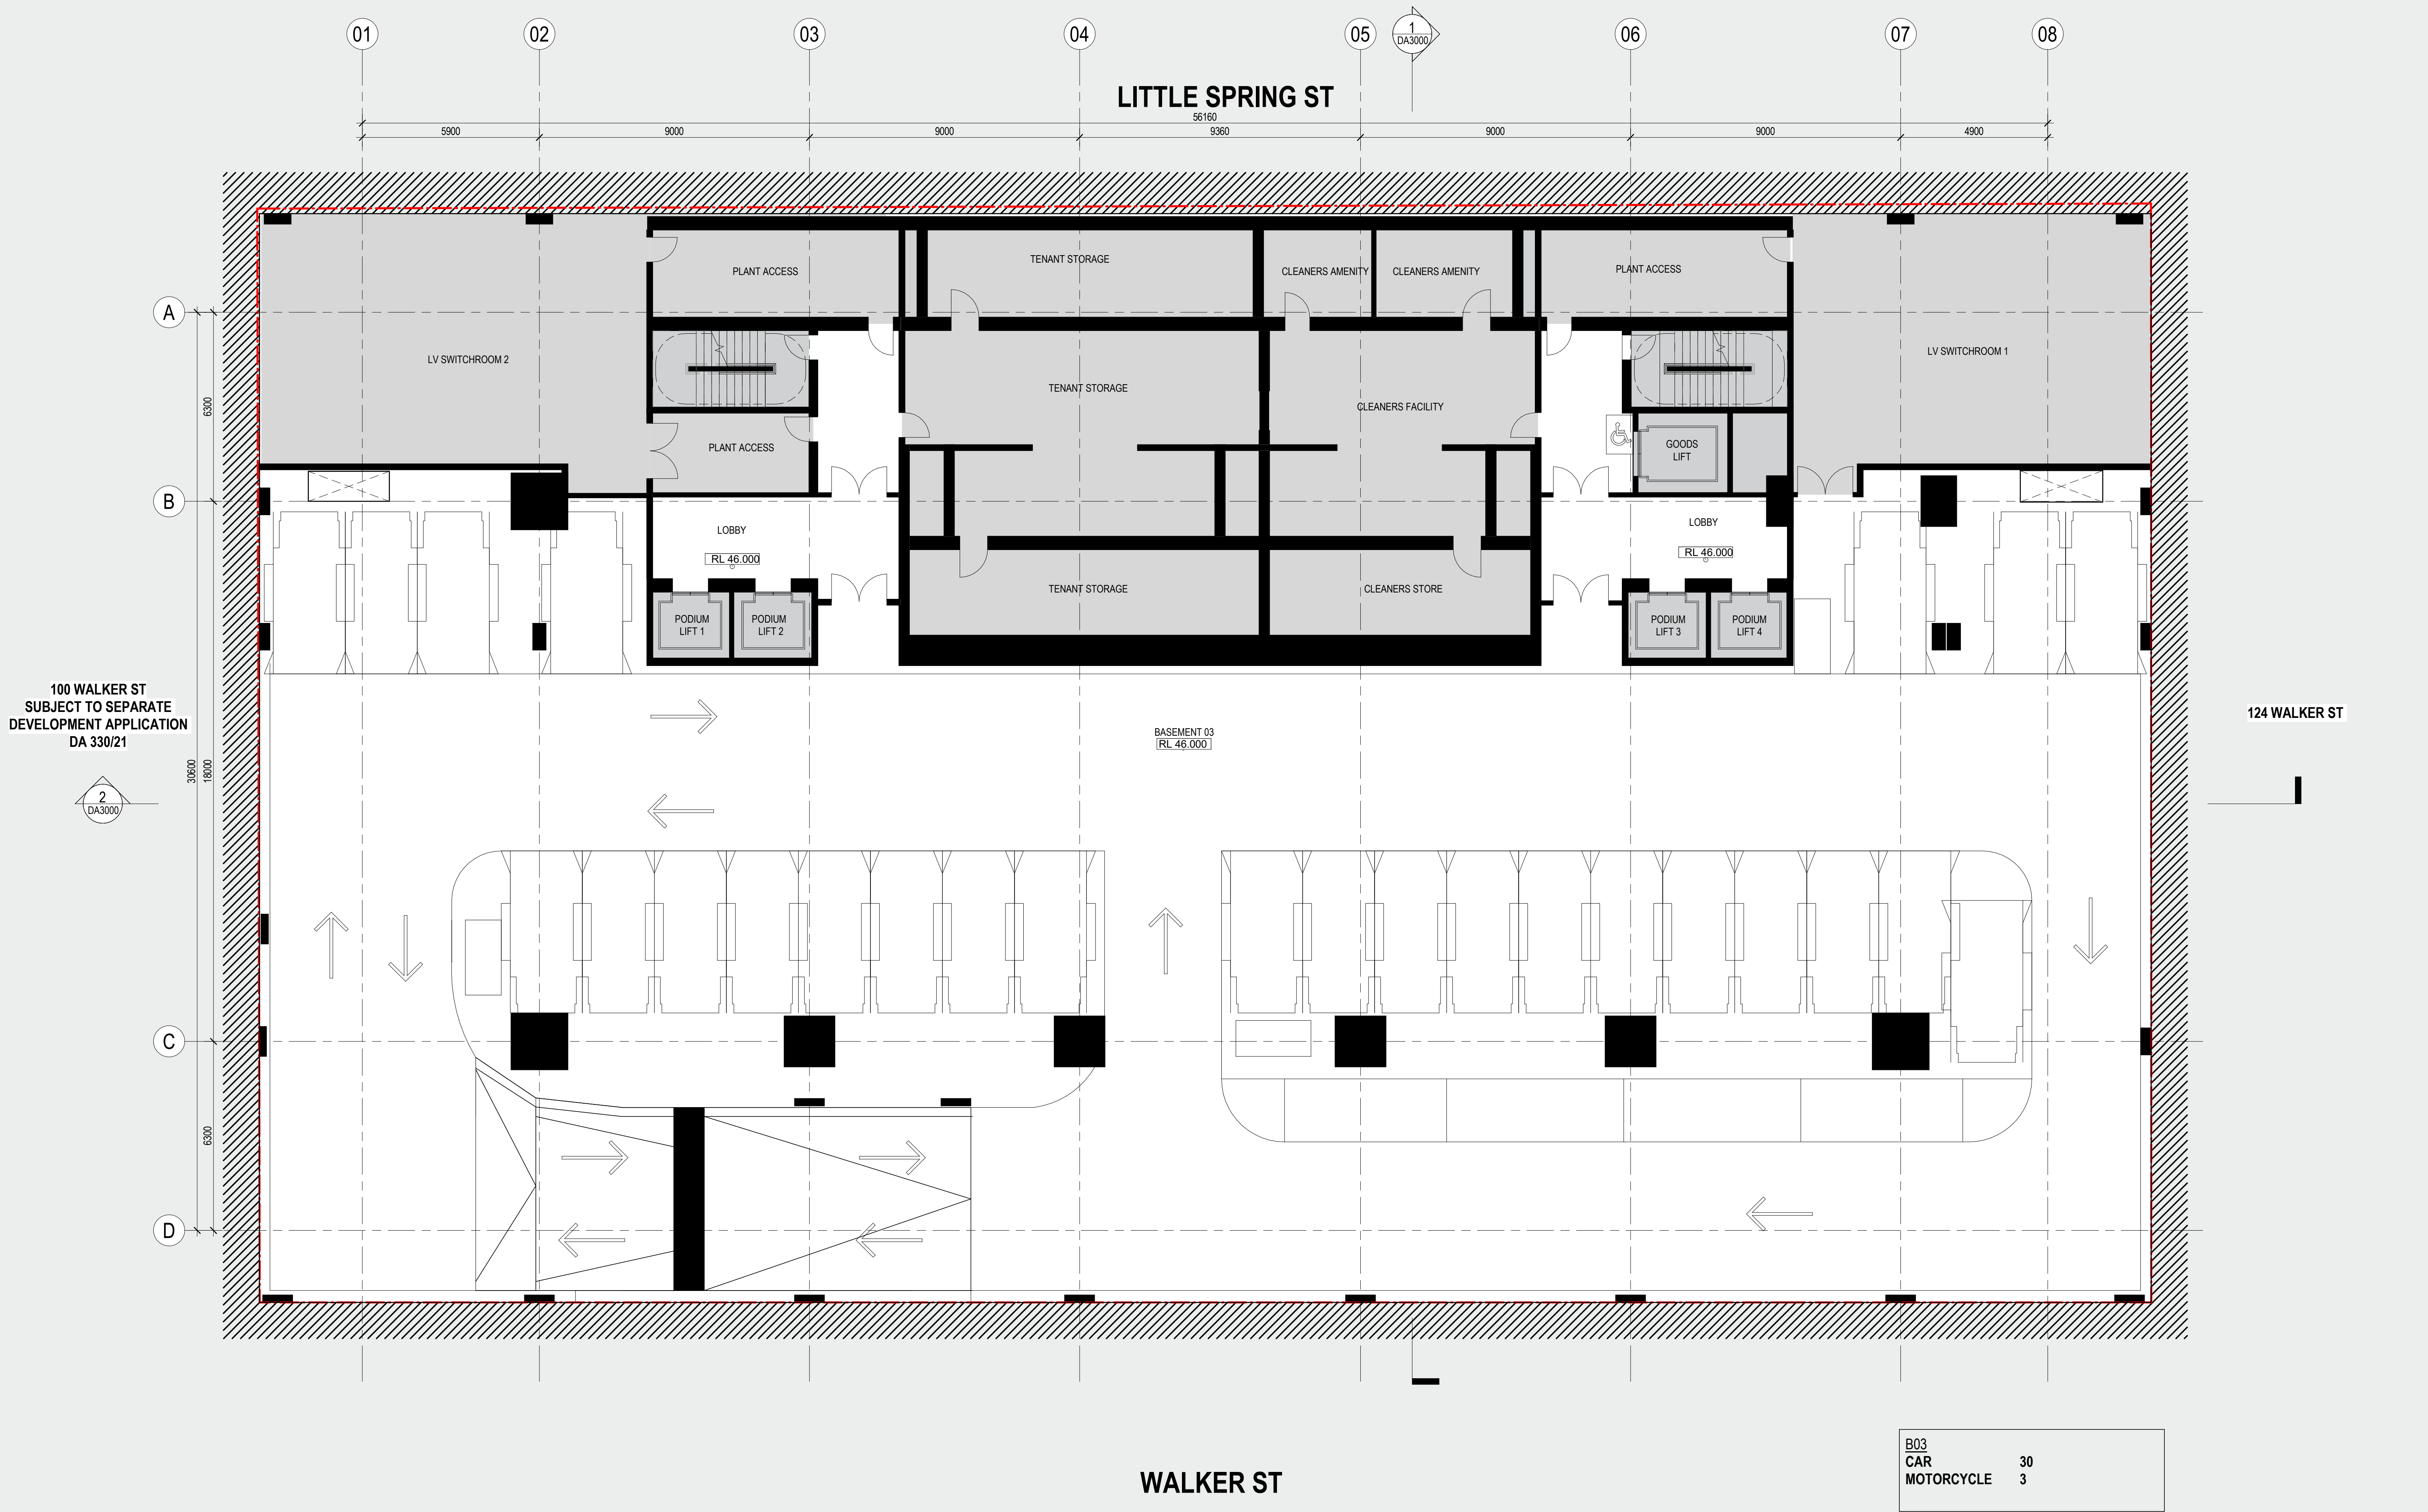 01
02
03
04
05
1
DA3000
06
07
08
LITTLE SPRING ST
56160
5900
9000
9000
9360
9000
9000
4900
PLANT ACCESS
TENANT STORAGE
CLEANERS AMENITY
CLEANERS AMENITY
PLANT ACCESS
A
LV SWITCHROOM 2
LV SWITCHROOM 1
TENANT STORAGE
CLEANERS FACILITY
6300
PLANT ACCESS
GOODS
LIFT
B
LOBBY
RL 46.000
LOBBY
RL 46.000
TENANT STORAGE
CLEANERS STORE
PODIUM
LIFT 1
PODIUM
LIFT 2
PODIUM
LIFT 3
PODIUM
LIFT 4
100 WALKER ST
SUBJECT TO SEPARATE
DEVELOPMENT APPLICATION
DA 330/21
124 WALKER ST
BASEMENT 03
RL 46.000
30600
18000
2
DA3000
C
6300
D
WALKER ST
B03
CAR 30
MOTORCYCLE 3